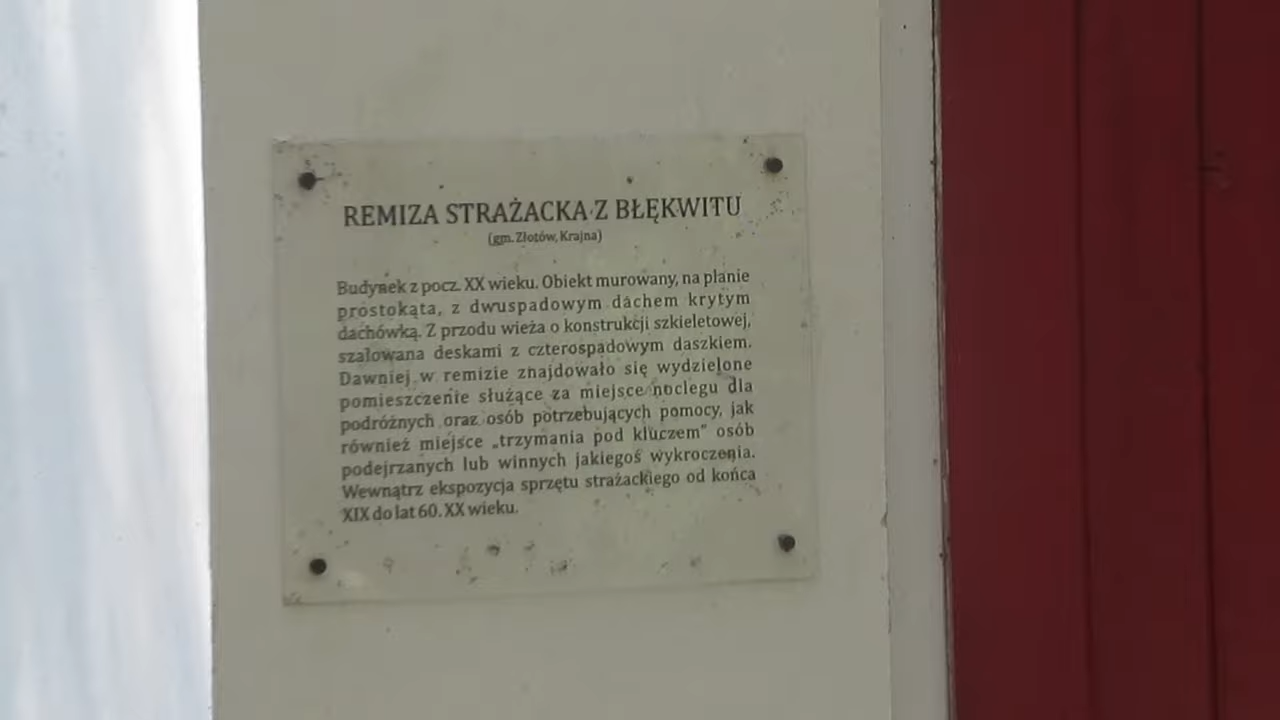 REMIZA STRAŻACKA Z BŁĘKWITU
(gm. Złotów, Krajna)
Budynek z pocz. XX wieku. Obiekt murowany, na planie
prostokąta, z dwuspadowym dachem krytym
dachówką. Z przodu wieża o konstrukcji szkieletowej,
szalowana deskami z czterospadowym daszkiem.
Dawniej w remizie znajdowało się wydzielone
pomieszczenie służące za miejsce noclegu dla
podróżnych oraz osób potrzebujących pomocy, jak
również miejsce „trzymania pod kluczem” osób
podejrzanych lub winnych jakiegoś wykroczenia.
Wewnątrz ekspozycja sprzętu strażackiego od końca
XIX do lat 60. XX wieku.